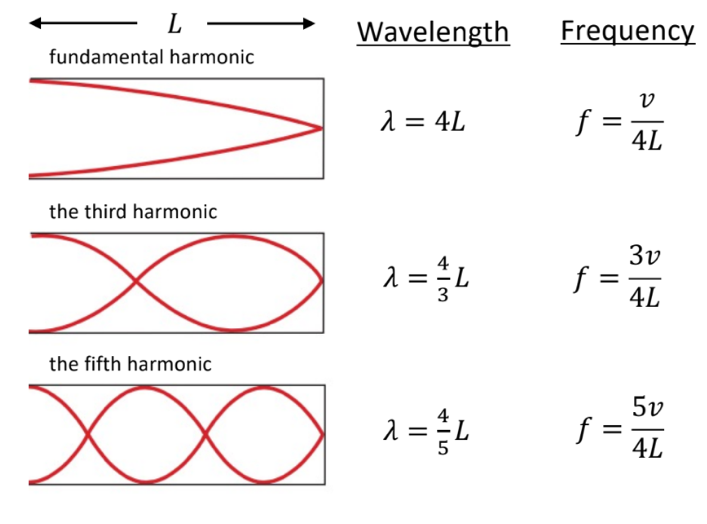 L
Wavelength
Frequency
fundamental harmonic
λ = 4L
f = v/4L
the third harmonic
λ = 4/3 L
f = 3v/4L
the fifth harmonic
λ = 4/5 L
f = 5v/4L